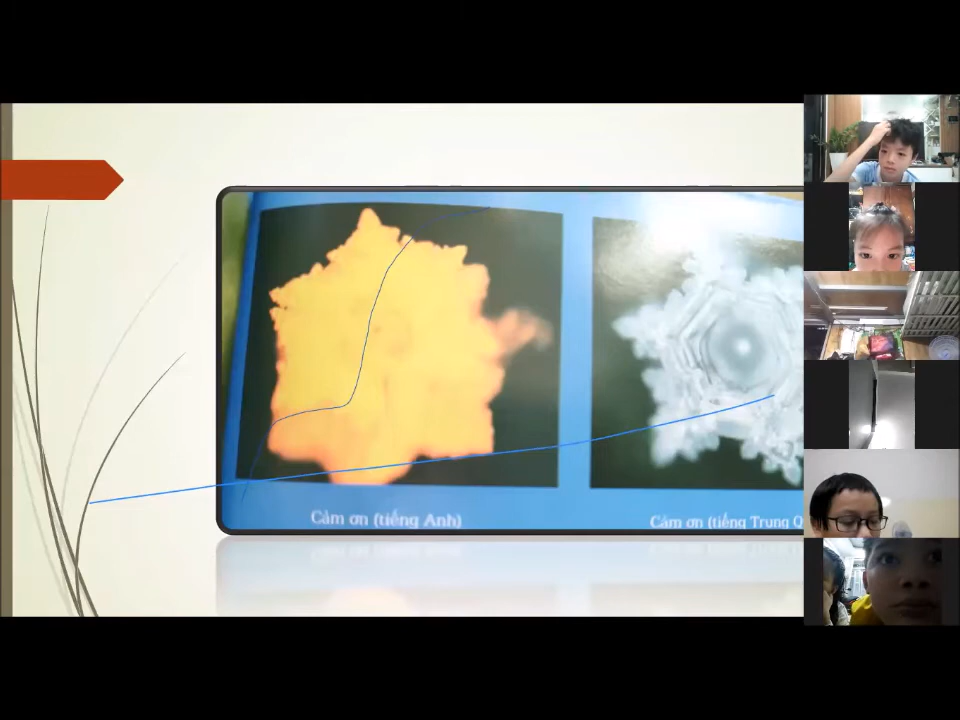 Cảm ơn (tiếng Anh)
Cảm ơn (tiếng Trung Q